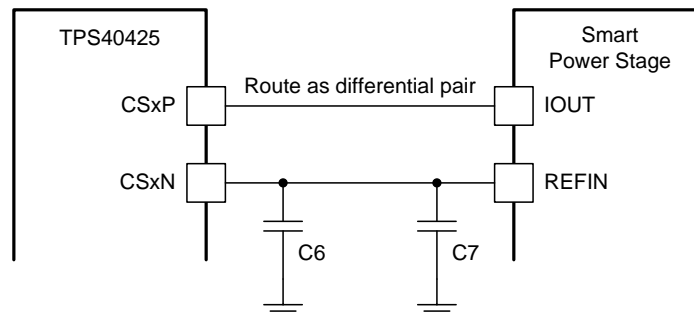 TPS40425
Smart
Power Stage
Route as differential pair
CSxP
IOUT
CSxN
REFIN
C6
C7